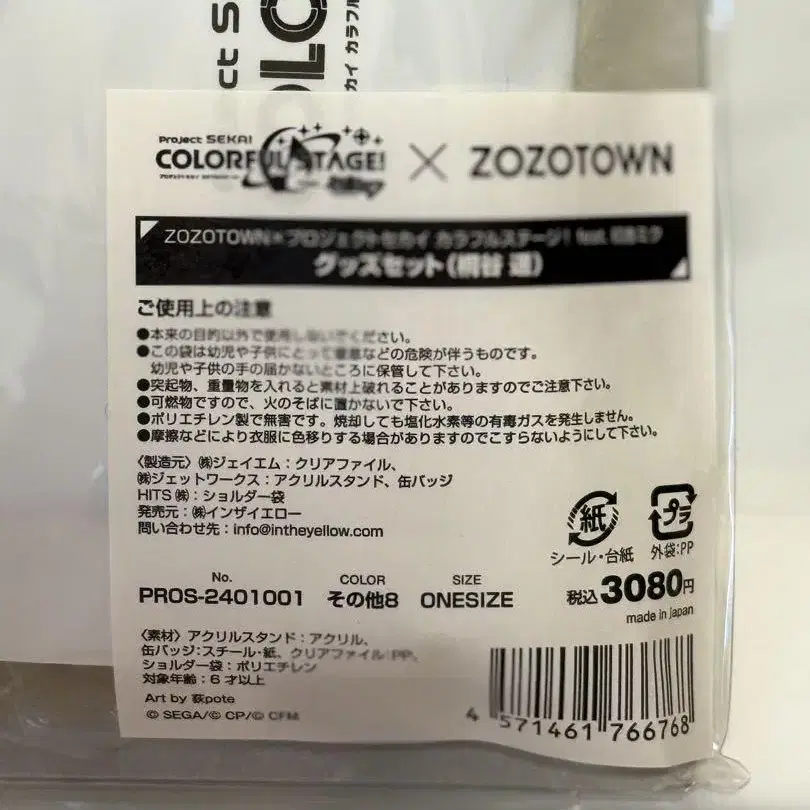 Project SEKAI
COLORFUL STAGE! × ZOZOTOWN
ZOZOTOWN×プロジェクトセカイ カラフルステージ! feat. 初音ミク
グッズセット(桐谷 遥)
ご使用上の注意
●本来の目的以外で使用しないでください。
●この袋は幼児や子供にとって窒息などの危険が伴うものです。
幼児や子供の手の届かないところに保管して下さい。
●突起物、重量物を入れると素材上破れることがありますのでご注意下さい。
●可燃物ですので、火のそばに置かないで下さい。
●ポリエチレン製で無害です。焼却しても塩化水素等の有毒ガスを発生しません。
●摩擦などにより衣服に色移りする場合がありますのでこすらないようにして下さい。
〈製造元〉㈱ジェイエム:クリアファイル、
㈱ジェットワークス:アクリルスタンド、缶バッジ
HITS ㈱:ショルダー袋
発売元:㈱インザイエロー
問い合わせ先:info@intheyellow.com
紙
シール・台紙
プラ
外袋:PP
No. COLOR SIZE
PROS-2401001 その他8 ONESIZE
税込3080円
made in japan
〈素材〉アクリルスタンド:アクリル、
缶バッジ:スチール・紙、クリアファイル:PP、
ショルダー袋:ポリエチレン
対象年齢:6才以上
Art by 荻pote
© SEGA/© CP/© CFM
4 571461 766768